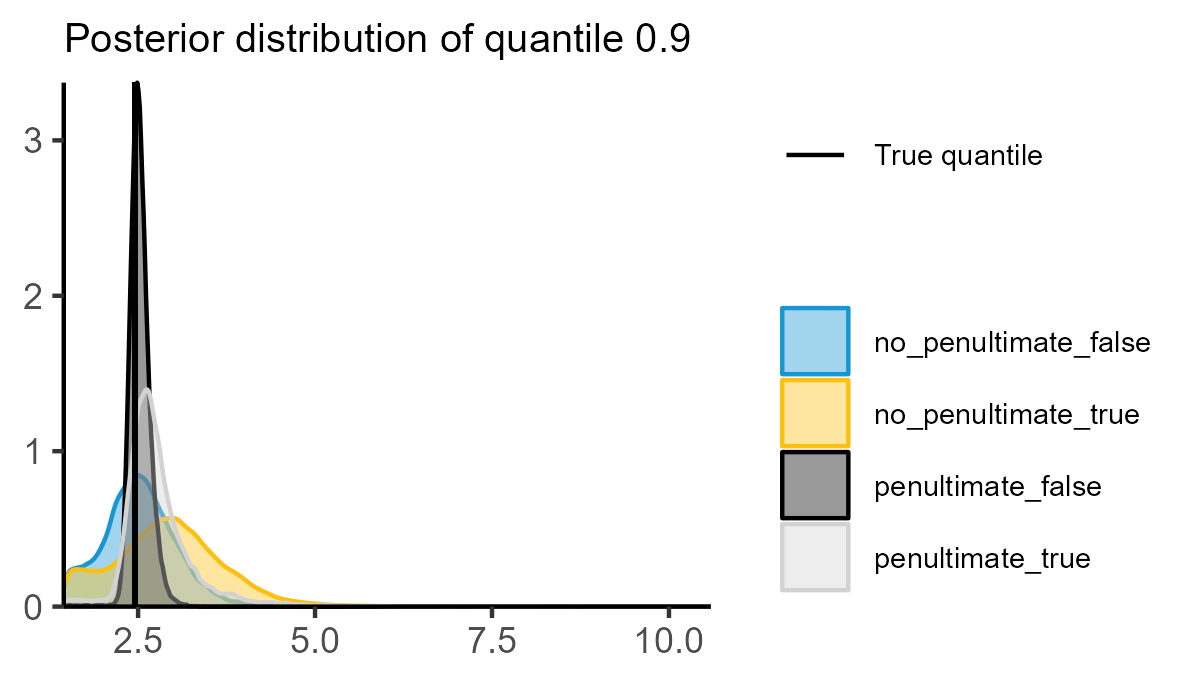 Posterior distribution of quantile 0.9
3
2
1
0
2.5 5.0 7.5 10.0
True quantile
no_penultimate_false
no_penultimate_true
penultimate_false
penultimate_true